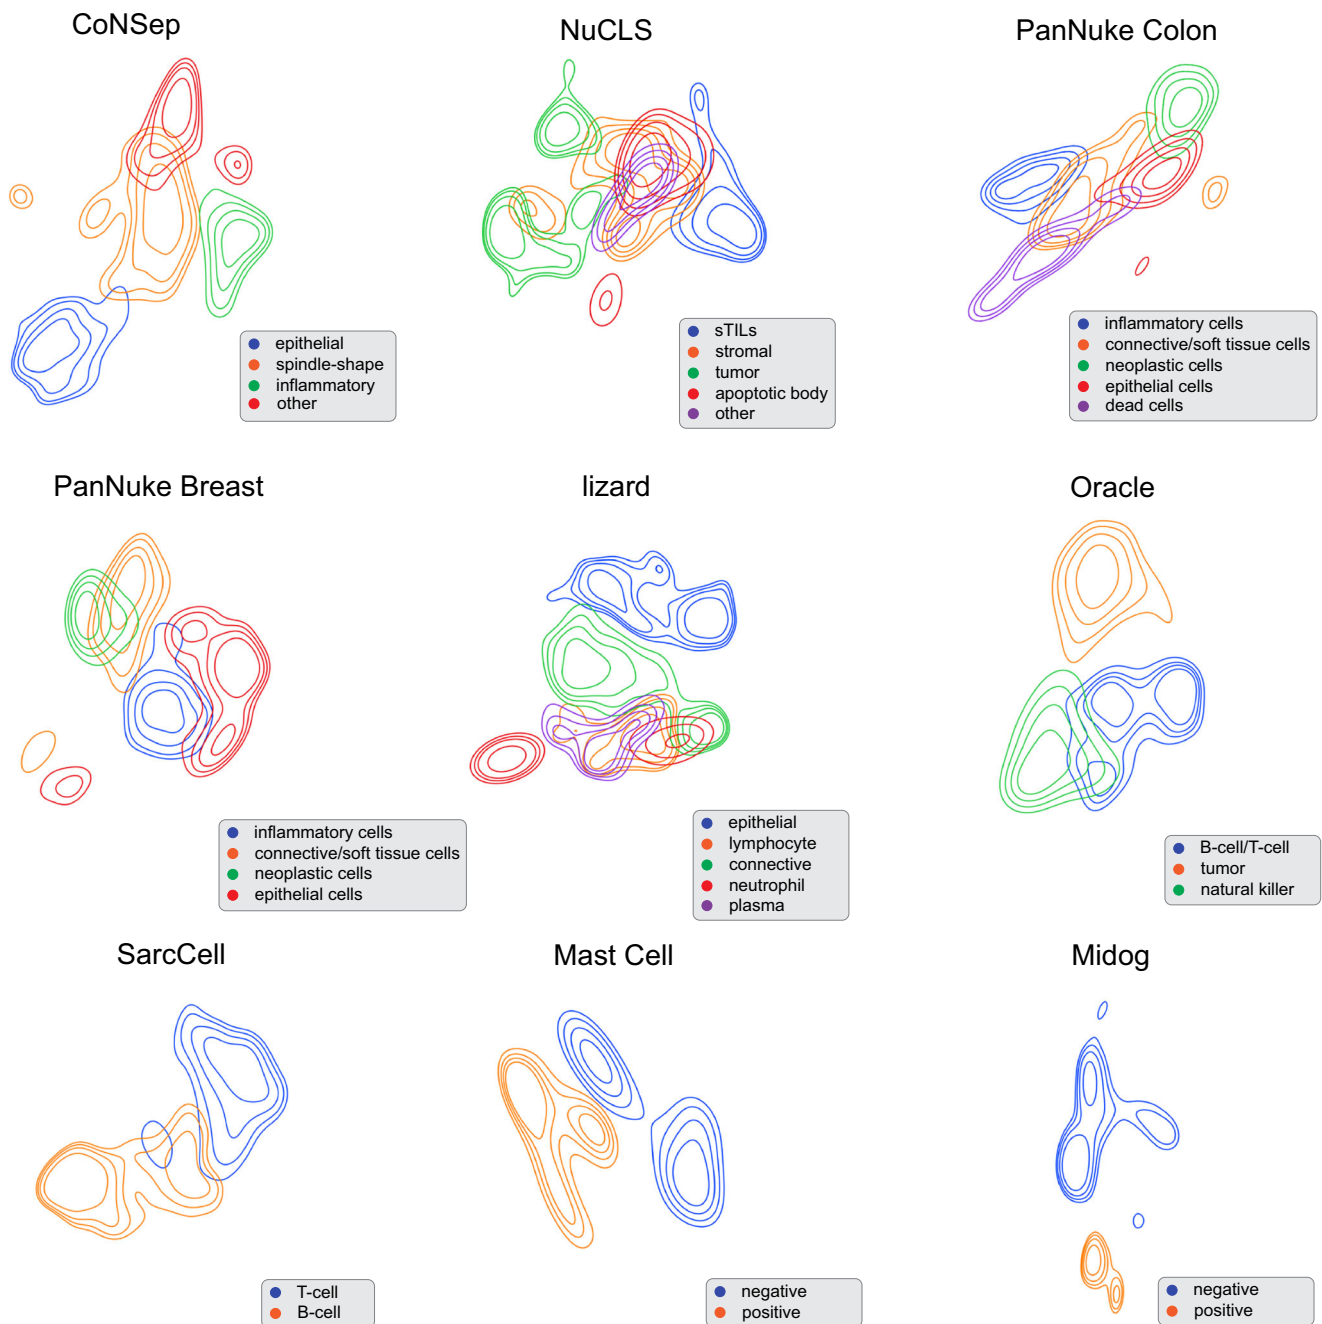 CoNSep
NuCLS
PanNuke Colon
epithelial
spindle-shape
inflammatory
other
sTILs
stromal
tumor
apoptotic body
other
inflammatory cells
connective/soft tissue cells
neoplastic cells
epithelial cells
dead cells
PanNuke Breast
lizard
Oracle
inflammatory cells
connective/soft tissue cells
neoplastic cells
epithelial cells
epithelial
lymphocyte
connective
neutrophil
plasma
B-cell/T-cell
tumor
natural killer
SarcCell
Mast Cell
Midog
T-cell
B-cell
negative
positive
negative
positive